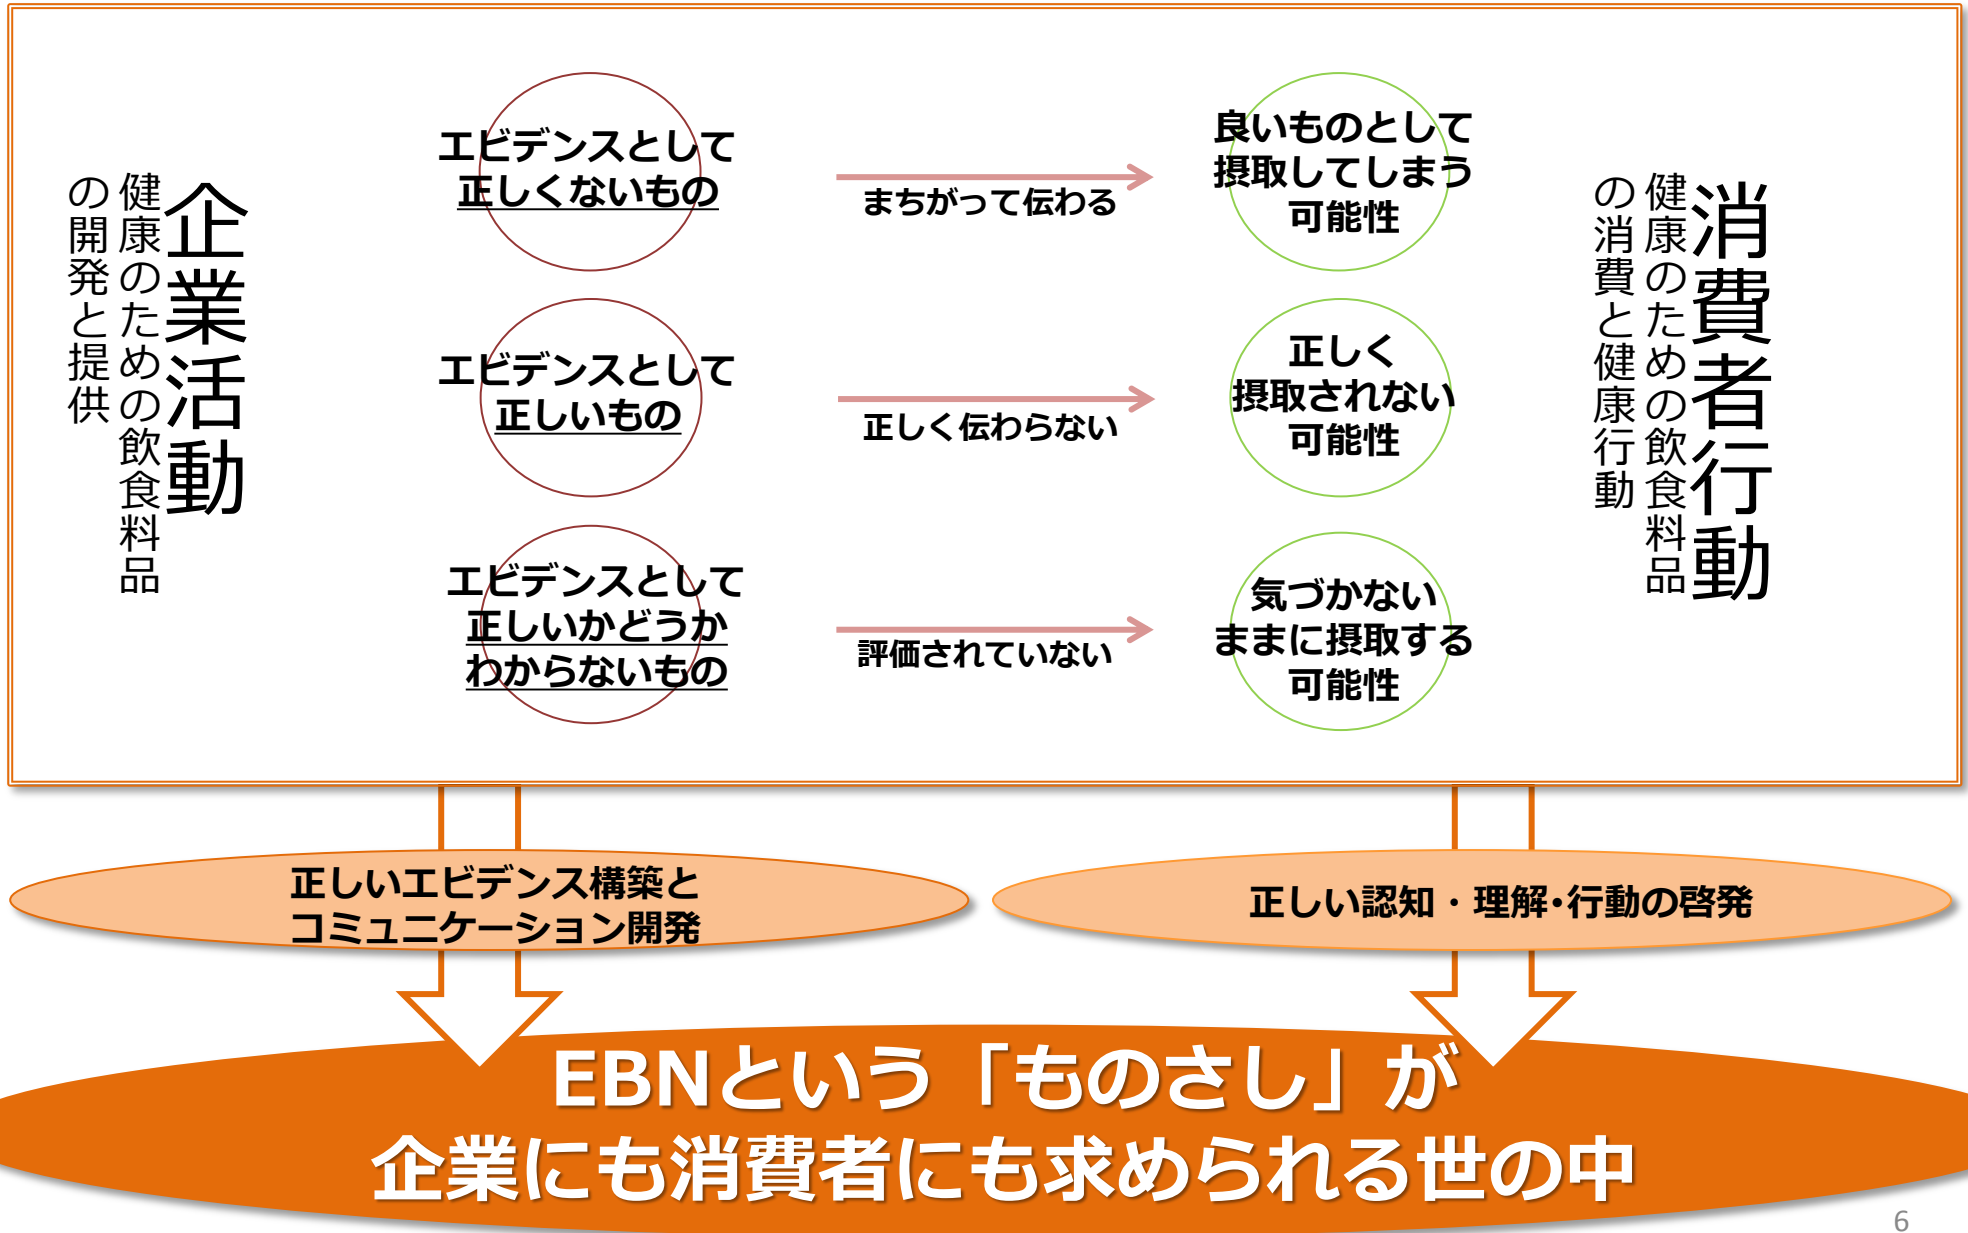 企業活動
健康のための飲食料品
の開発と提供
エビデンスとして
正しくないもの
まちがって伝わる
良いものとして
摂取してしまう
可能性
エビデンスとして
正しいもの
正しく伝わらない
正しく
摂取されない
可能性
エビデンスとして
正しいかどうか
わからないもの
評価されていない
気づかない
ままに摂取する
可能性
消費者行動
健康のための飲食料品
の消費と健康行動
正しいエビデンス構築と
コミュニケーション開発
正しい認知・理解・行動の啓発
EBNという「ものさし」が
企業にも消費者にも求められる世の中
6